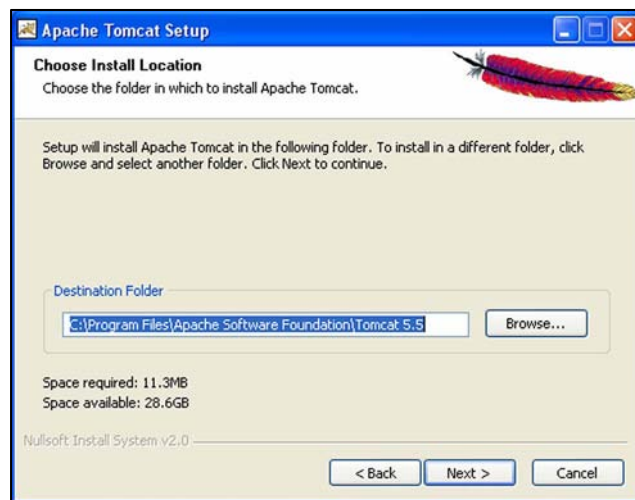 Apache Tomcat Setup
Choose Install Location
Choose the folder in which to install Apache Tomcat.
Setup will install Apache Tomcat in the following folder. To install in a different folder, click
Browse and select another folder. Click Next to continue.
Destination Folder
C:\Program Files\Apache Software Foundation\Tomcat 5.5
Browse...
Space required: 11.3MB
Space available: 28.6GB
Nullsoft Install System v2.0
< Back Next > Cancel